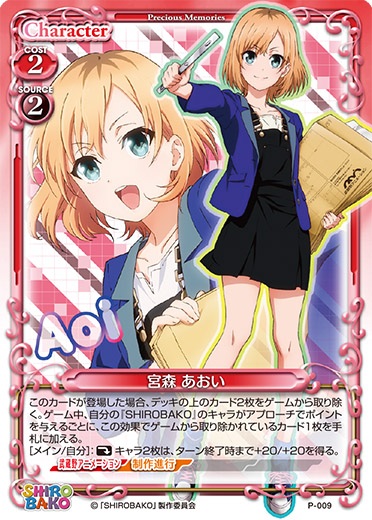 Precious Memories
Character
COST
2
SOURCE
2
Aoi
宮森 あおい
このカードが登場した場合、デッキの上のカード2枚をゲームから取り除
く。ゲーム中、自分の『SHIROBAKO』のキャラがアプローチでポイント
を与えるごとに、この効果でゲームから取り除かれているカード1枚を手
札に加える。
[メイン/自分]: キャラ2枚は、ターン終了時まで+20/+20を得る。
武蔵野アニメーション 制作進行
SHIRO
BAKO
©「SHIROBAKO」製作委員会
P-009